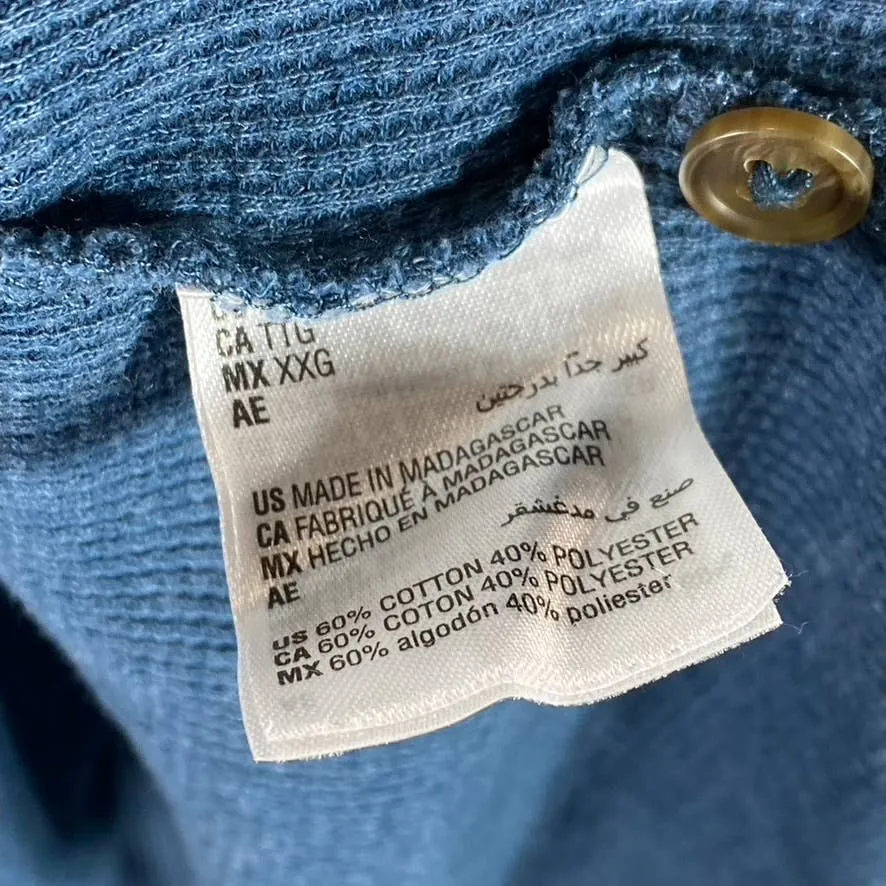 CA TTG
MX XXG
AE كبير جدًا بدرجتين
US MADE IN MADAGASCAR
CA FABRIQUÉ À MADAGASCAR
MX HECHO EN MADAGASCAR
AE صنع في مدغشقر
US 60% COTTON 40% POLYESTER
CA 60% COTON 40% POLYESTER
MX 60% algodón 40% poliester